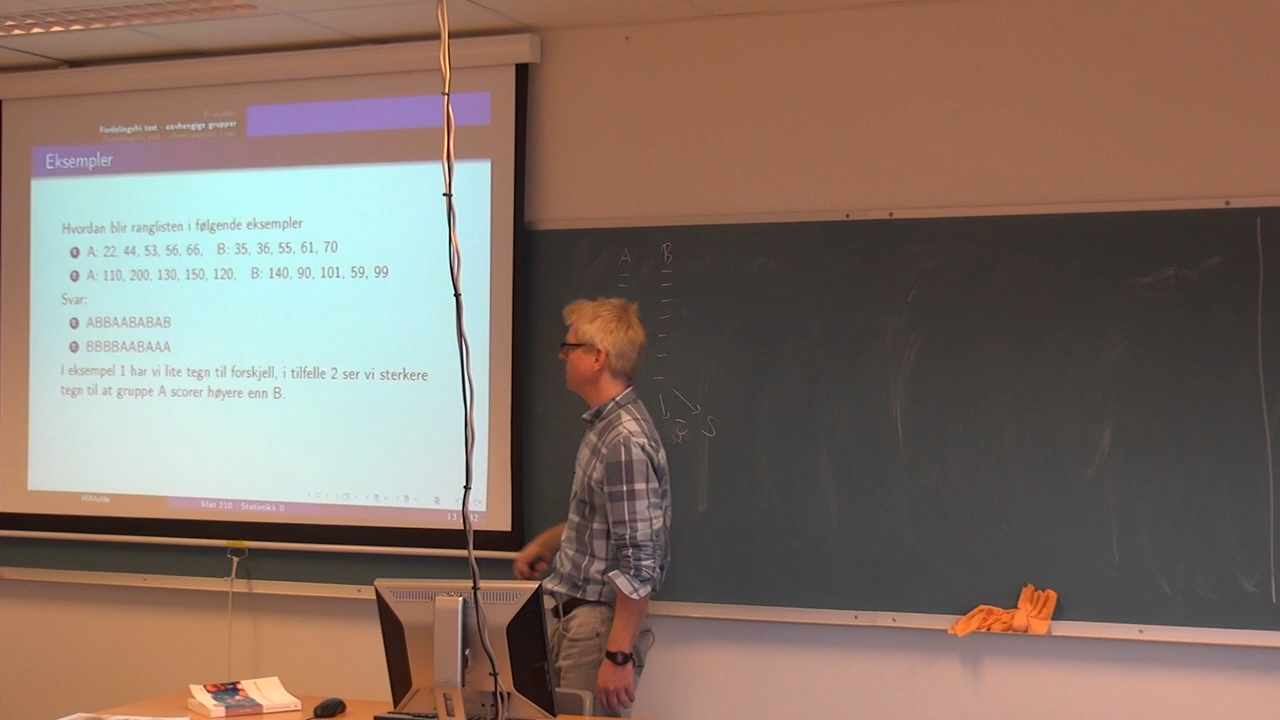 Fordelingsfri test - uavhengige grupper
Eksempler
Hvordan blir ranglisten i følgende eksempler
1 A: 22, 44, 53, 56, 66, B: 35, 36, 55, 61, 70
2 A: 110, 200, 130, 150, 120, B: 140, 90, 101, 59, 99
Svar:
1 ABBAABABAB
2 BBBBAABAAA
I eksempel 1 har vi lite tegn til forskjell, i tilfelle 2 ser vi sterkere
tegn til at gruppe A scorer høyere enn B.
HiMolde
Mat 210 Statistikk II
13
A B
S